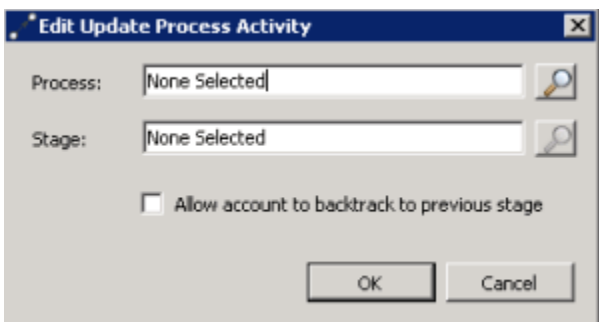 Edit Update Process Activity
Process: None Selected
Stage: None Selected
Allow account to backtrack to previous stage
OK Cancel